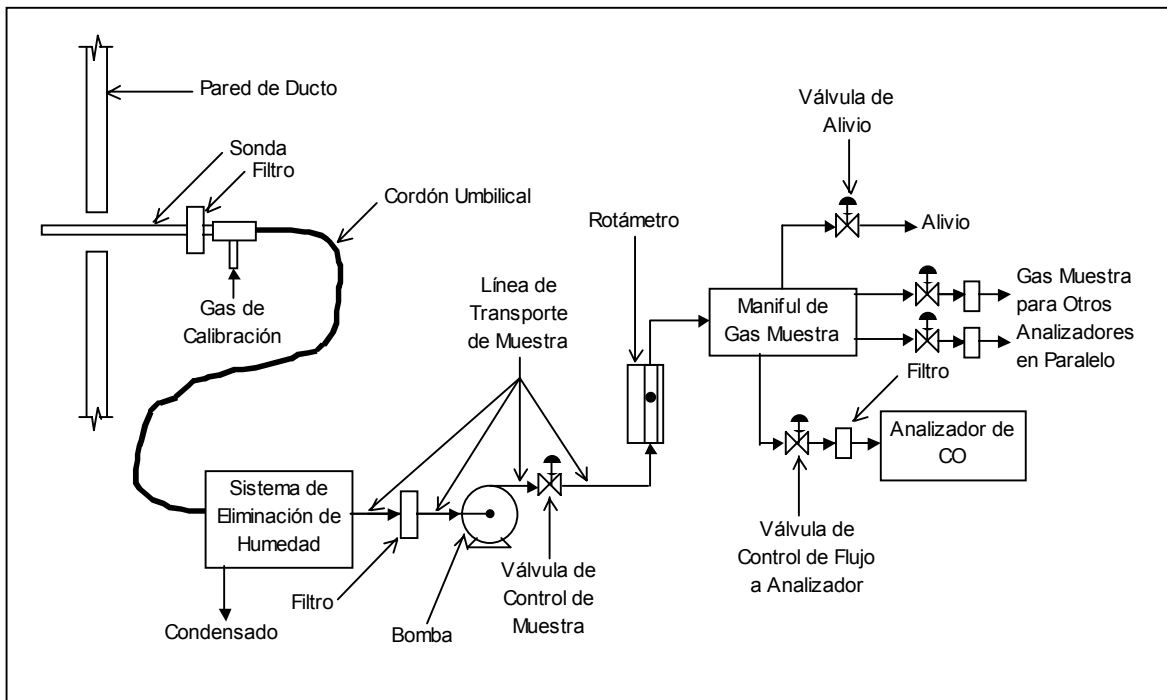 Pared de Ducto
Sonda
Filtro
Cordón Umbilical
Gas de
Calibración
Línea de
Transporte
de Muestra
Rotámetro
Válvula de
Alivio
Alivio
Maniful de
Gas Muestra
Gas Muestra
para Otros
Analizadores
en Paralelo
Filtro
Analizador de
CO
Válvula de
Control de Flujo
a Analizador
Sistema de
Eliminación de
Humedad
Condensado
Filtro
Bomba
Válvula de
Control de
Muestra